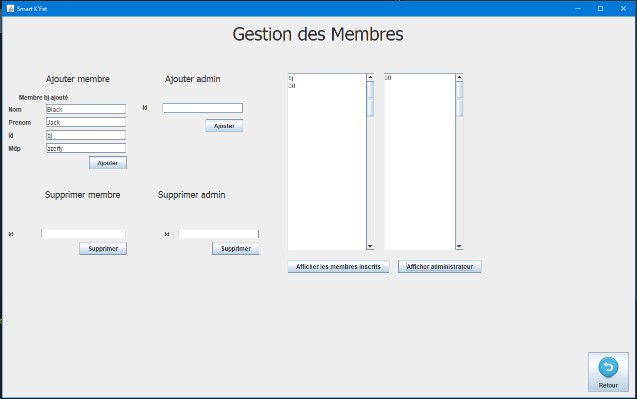 Smart K'Fet
Gestion des Membres
Ajouter membre
Membre bj ajouté
Nom Black
Prenom Jack
Id bj
Mdp azerty
Ajouter
Ajouter admin
Id
Ajouter
Supprimer membre
Id
Supprimer
Supprimer admin
Id
Supprimer
bj
00
00
Afficher les membres inscrits
Afficher administrateur
Retour